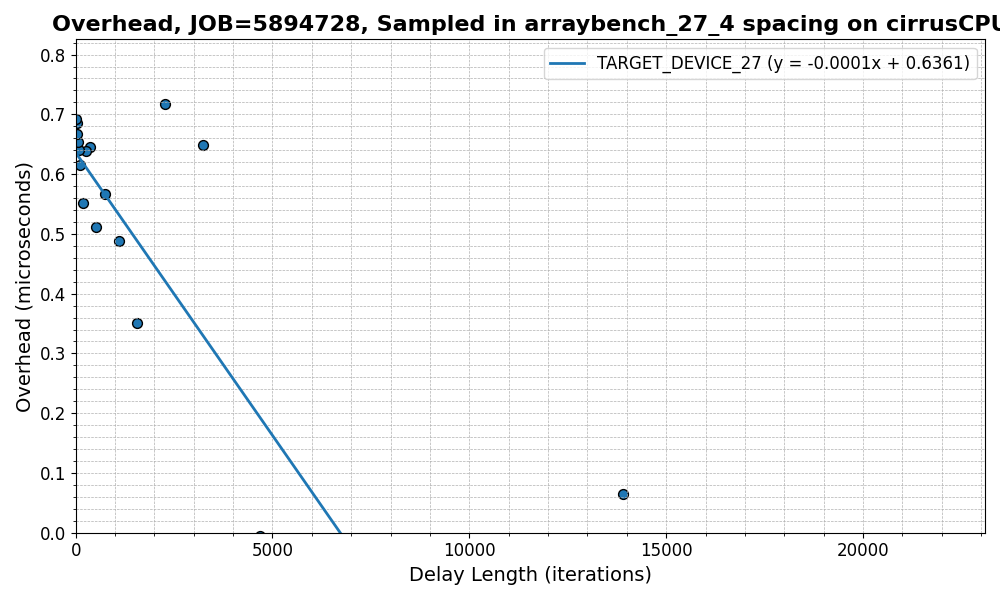 Overhead, JOB=5894728, Sampled in arraybench_27_4 spacing on cirrusCPU
TARGET_DEVICE_27 (y = -0.0001x + 0.6361)
Overhead (microseconds)
0.8
0.7
0.6
0.5
0.4
0.3
0.2
0.1
0.0
0 5000 10000 15000 20000
Delay Length (iterations)